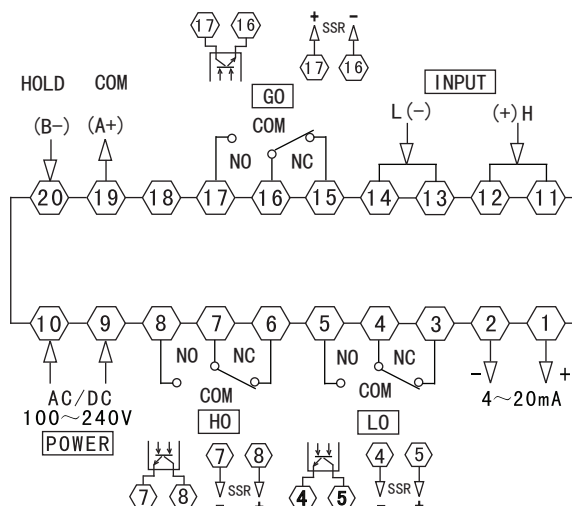 17 16 + SSR -
17 16
HOLD COM GO INPUT
(B-) (A+) COM L(-) (+)H
NO NC
20 19 18 17 16 15 14 13 12 11
10 9 8 7 6 5 4 3 2 1
NO NC NO NC - +
AC/DC COM COM 4～20mA
100～240V
POWER HO LO
7 8 4 5
7 8 SSR 4 5 SSR
- + - +